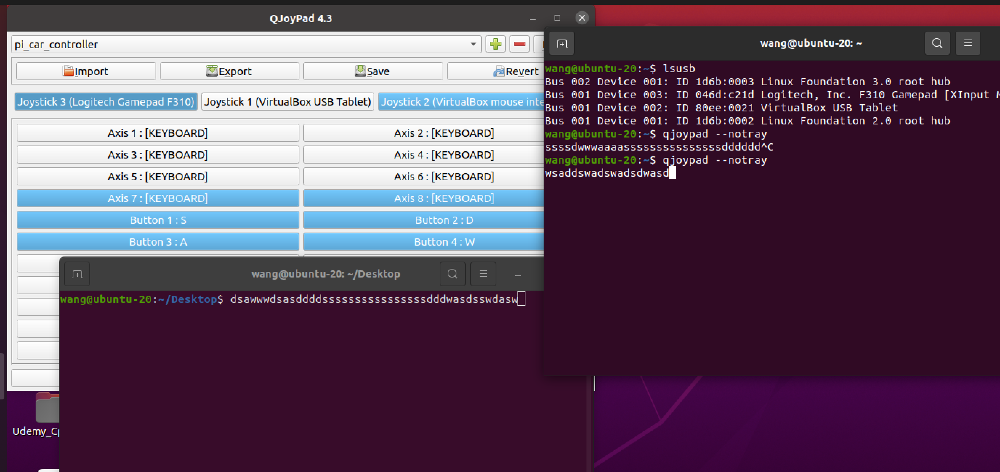 QJoyPad 4.3
pi_car_controller
Import Export Save Revert
Joystick 3 (Logitech Gamepad F310) Joystick 1 (VirtualBox USB Tablet) Joystick 2 (VirtualBox mouse inte
Axis 1 : [KEYBOARD] Axis 2 : [KEYBOARD]
Axis 3 : [KEYBOARD] Axis 4 : [KEYBOARD]
Axis 5 : [KEYBOARD] Axis 6 : [KEYBOARD]
Axis 7 : [KEYBOARD] Axis 8 : [KEYBOARD]
Button 1 : S Button 2 : D
Button 3 : A Button 4 : W
wang@ubuntu-20: ~
wang@ubuntu-20:~$ lsusb
Bus 002 Device 001: ID 1d6b:0003 Linux Foundation 3.0 root hub
Bus 001 Device 003: ID 046d:c21d Logitech, Inc. F310 Gamepad [XInput M
Bus 001 Device 002: ID 80ee:0021 VirtualBox USB Tablet
Bus 001 Device 001: ID 1d6b:0002 Linux Foundation 2.0 root hub
wang@ubuntu-20:~$ qjoypad --notray
ssssdwwwaaaasssssssssssssssdddddd^C
wang@ubuntu-20:~$ qjoypad --notray
wsaddswadswadsdwasd
wang@ubuntu-20: ~/Desktop
wang@ubuntu-20:~/Desktop$ dsawwwdsasddddssssssssssssssssdddwasdsswdasw
Udemy_Cp